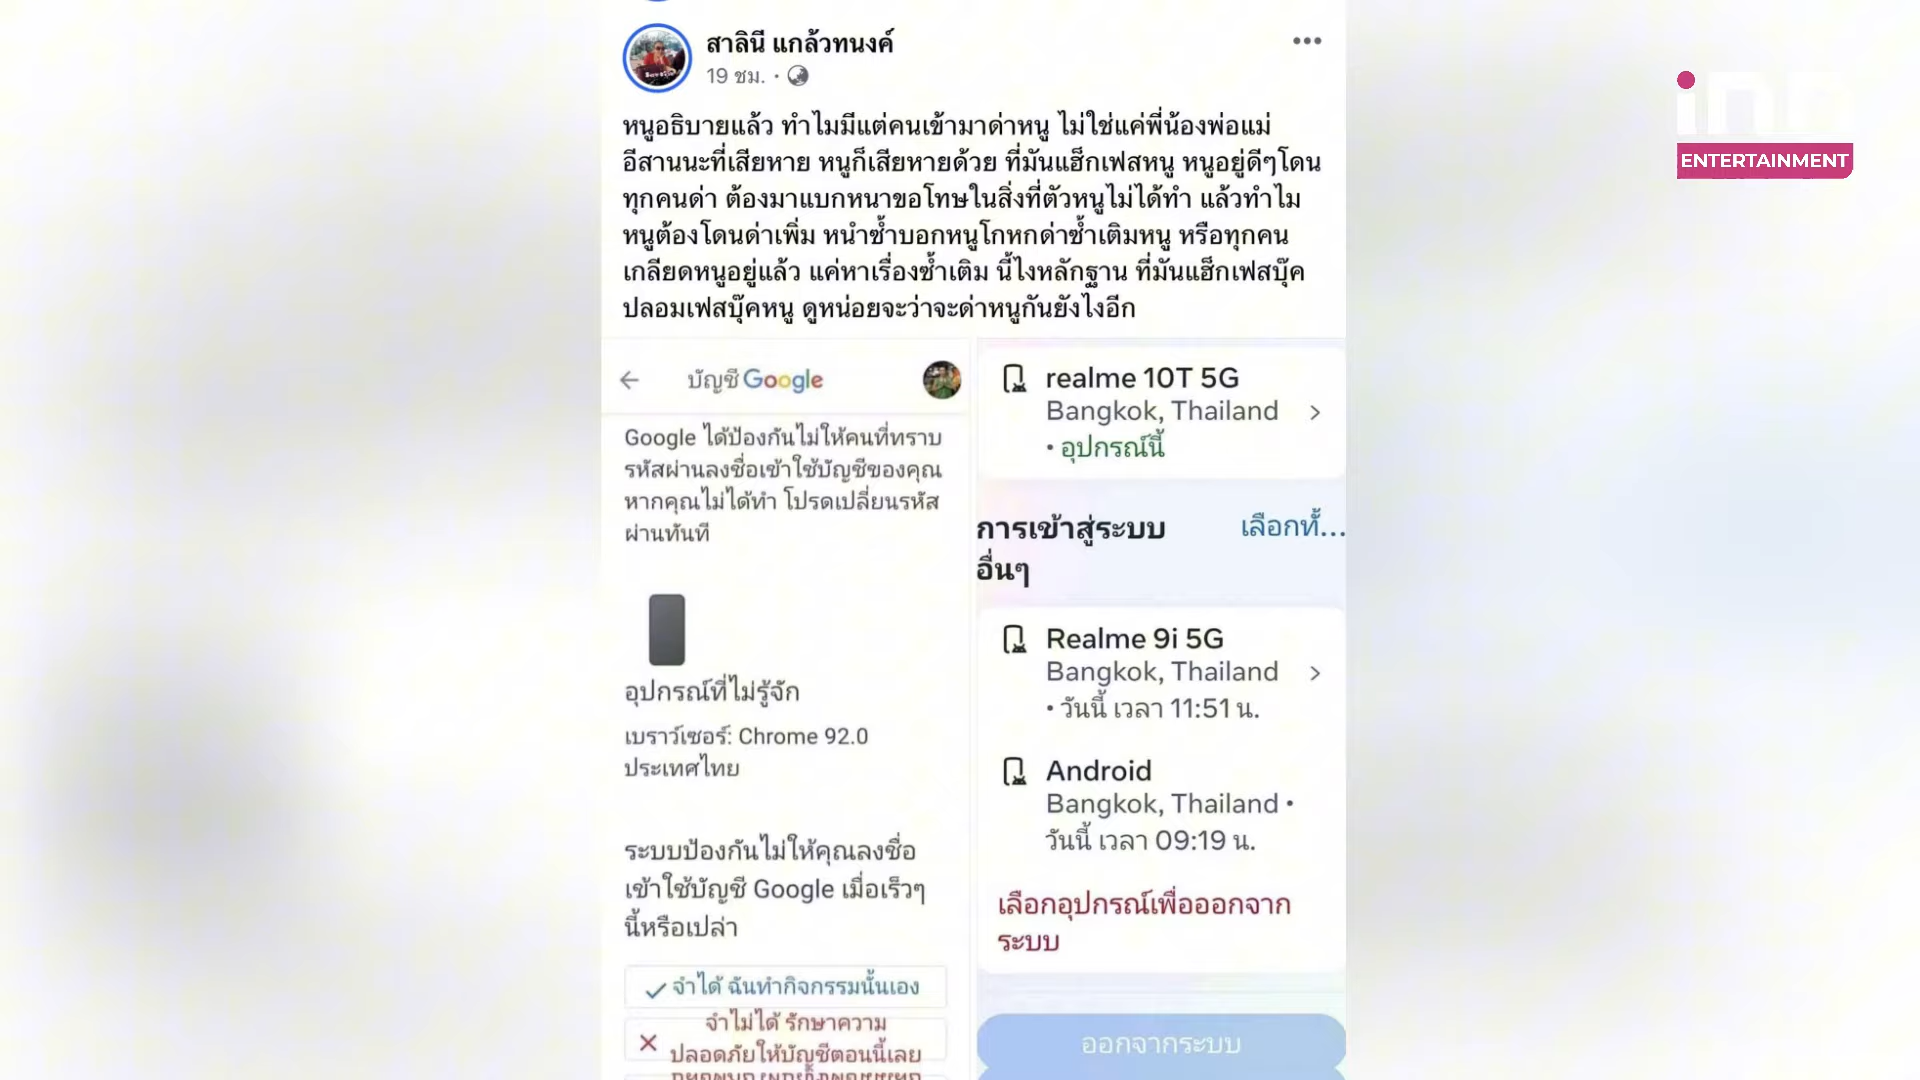 สาลินี แกล้วทนงค์
19 ชม.
inn
ENTERTAINMENT
หนูอธิบายแล้ว ทำไมมีแต่คนเข้ามาด่าหนู ไม่ใช่แค่พี่น้องพ่อแม่
อีสานนะที่เสียหาย หนูก็เสียหายด้วย ที่มันแฮ็กเฟสหนู หนูอยู่ดีๆโดน
ทุกคนด่า ต้องมาแบกหนาขอโทษในสิ่งที่ตัวหนูไม่ได้ทำ แล้วทำไม
หนูต้องโดนด่าเพิ่ม หนำซ้ำบอกหนูโกหกด่าซ้ำเติมหนู หรือทุกคน
เกลียดหนูอยู่แล้ว แค่หาเรื่องซ้ำเติม นี้ไงหลักฐาน ที่มันแฮ็กเฟสบุ๊ค
ปลอมเฟสบุ๊คหนู ดูหน่อยจะว่าจะด่าหนูกันยังไงอีก
บัญชี Google
Google ได้ป้องกันไม่ให้คนที่ทราบ
รหัสผ่านลงชื่อเข้าใช้บัญชีของคุณ
หากคุณไม่ได้ทำ โปรดเปลี่ยนรหัส
ผ่านทันที
อุปกรณ์ที่ไม่รู้จัก
เบราว์เซอร์: Chrome 92.0
ประเทศไทย
ระบบป้องกันไม่ให้คุณลงชื่อ
เข้าใช้บัญชี Google เมื่อเร็วๆ
นี้หรือเปล่า
จำได้ ฉันทำกิจกรรมนั้นเอง
จำไม่ได้ รักษาความ
ปลอดภัยให้บัญชีตอนนี้เลย
realme 10T 5G
Bangkok, Thailand
• อุปกรณ์นี้
การเข้าสู่ระบบ เลือกทั้...
อื่นๆ
Realme 9i 5G
Bangkok, Thailand
• วันนี้ เวลา 11:51 น.
Android
Bangkok, Thailand •
วันนี้ เวลา 09:19 น.
เลือกอุปกรณ์เพื่อออกจาก
ระบบ
ออกจากระบบ